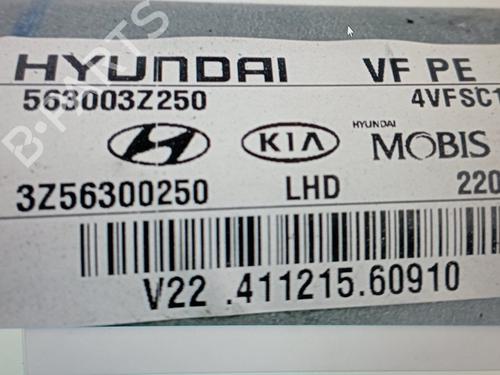 HYUNDAI VF PE
563003Z250 4VFSC1
KIA HYUNDAI MOBIS
3Z56300250 LHD 220
V22 .411215.60910
B-PARTS